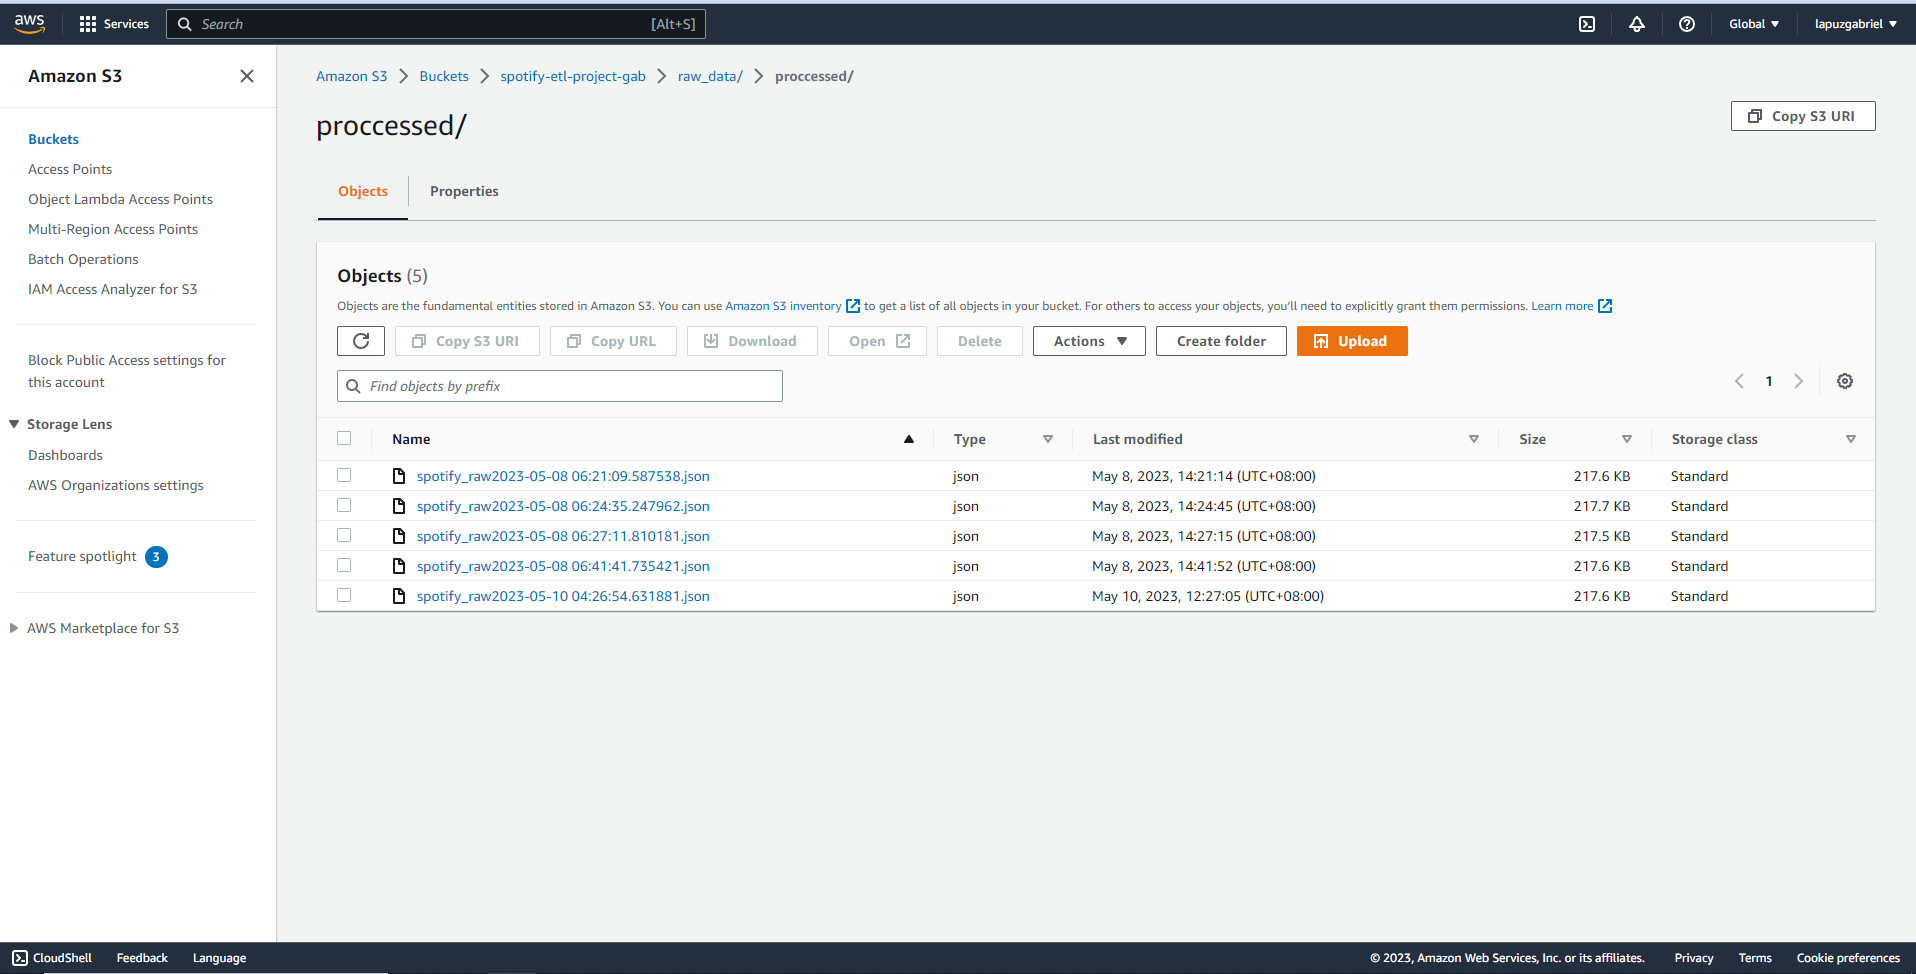 aws Services Search [Alt+S] Global lapuzgabriel
Amazon S3
Buckets
Access Points
Object Lambda Access Points
Multi-Region Access Points
Batch Operations
IAM Access Analyzer for S3
Block Public Access settings for
this account
Storage Lens
Dashboards
AWS Organizations settings
Feature spotlight 3
AWS Marketplace for S3
Amazon S3 Buckets spotify-etl-project-gab raw_data/ proccessed/
proccessed/
Copy S3 URI
Objects Properties
Objects (5)
Objects are the fundamental entities stored in Amazon S3. You can use Amazon S3 inventory to get a list of all objects in your bucket. For others to access your objects, you'll need to explicitly grant them permissions. Learn more
Copy S3 URI Copy URL Download Open Delete Actions Create folder Upload
Find objects by prefix 1
Name Type Last modified Size Storage class
spotify_raw2023-05-08 06:21:09.587538.json json May 8, 2023, 14:21:14 (UTC+08:00) 217.6 KB Standard
spotify_raw2023-05-08 06:24:35.247962.json json May 8, 2023, 14:24:45 (UTC+08:00) 217.7 KB Standard
spotify_raw2023-05-08 06:27:11.810181.json json May 8, 2023, 14:27:15 (UTC+08:00) 217.5 KB Standard
spotify_raw2023-05-08 06:41:41.735421.json json May 8, 2023, 14:41:52 (UTC+08:00) 217.6 KB Standard
spotify_raw2023-05-10 04:26:54.631881.json json May 10, 2023, 12:27:05 (UTC+08:00) 217.6 KB Standard
CloudShell Feedback Language © 2023, Amazon Web Services, Inc. or its affiliates. Privacy Terms Cookie preferences